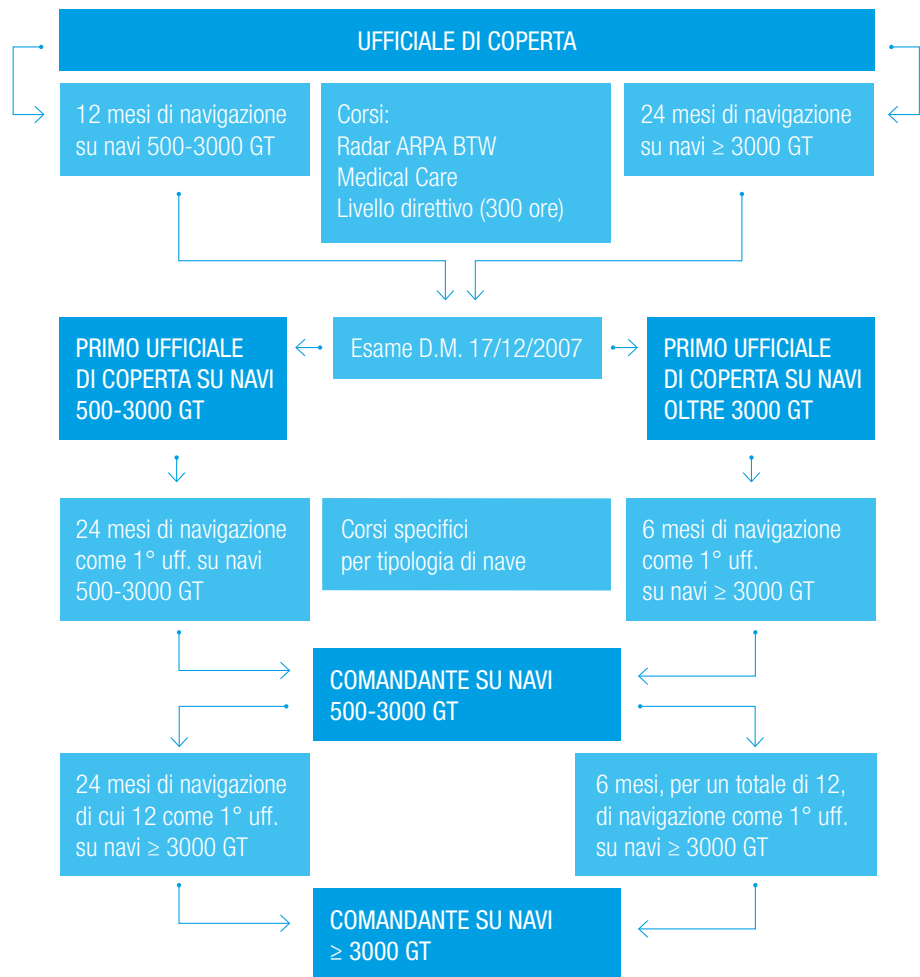 UFFICIALE DI COPERTA
12 mesi di navigazione
su navi 500-3000 GT
Corsi:
Radar ARPA BTW
Medical Care
Livello direttivo (300 ore)
24 mesi di navigazione
su navi ≥ 3000 GT
PRIMO UFFICIALE
DI COPERTA SU NAVI
500-3000 GT
Esame D.M. 17/12/2007
PRIMO UFFICIALE
DI COPERTA SU NAVI
OLTRE 3000 GT
24 mesi di navigazione
come 1° uff. su navi
500-3000 GT
Corsi specifici
per tipologia di nave
6 mesi di navigazione
come 1° uff.
su navi ≥ 3000 GT
COMANDANTE SU NAVI
500-3000 GT
24 mesi di navigazione
di cui 12 come 1° uff.
su navi ≥ 3000 GT
6 mesi, per un totale di 12,
di navigazione come 1° uff.
su navi ≥ 3000 GT
COMANDANTE SU NAVI
≥ 3000 GT